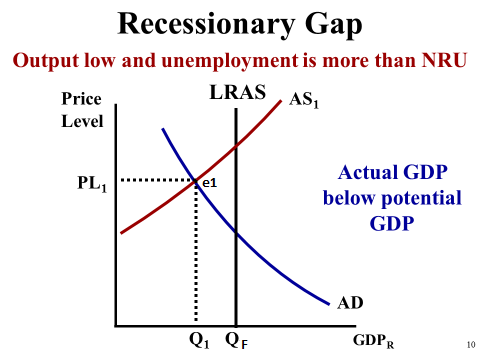 Recessionary Gap
Output low and unemployment is more than NRU
Price
Level
LRAS
AS1
PL1
e1
Actual GDP
below potential
GDP
AD
Q1
QF
GDPR
10